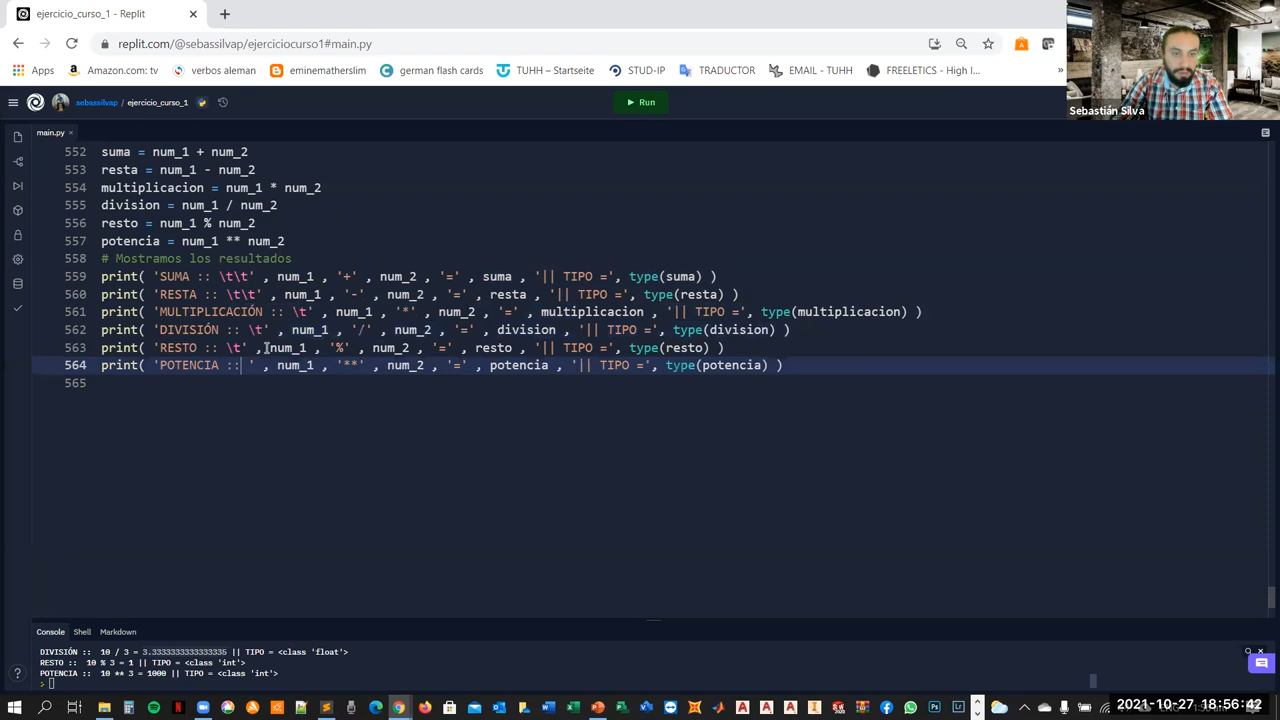 ejercicio_curso_1 - Replit
replit.com/@sebassilvap/ejerciciocurso1#main.py
Apps Amazon.com: tv verbos aleman eminematherslim german flash cards TUHH – Startseite STUD-IP TRADUCTOR EMAIL - TUHH FREELETICS - High I... »
Sebastián Silva
sebassilvap / ejercicio_curso_1
Run
main.py
552 suma = num_1 + num_2
553 resta = num_1 - num_2
554 multiplicacion = num_1 * num_2
555 division = num_1 / num_2
556 resto = num_1 % num_2
557 potencia = num_1 ** num_2
558 # Mostramos los resultados
559 print( 'SUMA :: \t\t' , num_1 , '+' , num_2 , '=' , suma , '|| TIPO =', type(suma) )
560 print( 'RESTA :: \t\t' , num_1 , '-' , num_2 , '=' , resta , '|| TIPO =', type(resta) )
561 print( 'MULTIPLICACIÓN :: \t' , num_1 , '*' , num_2 , '=' , multiplicacion , '|| TIPO =', type(multiplicacion) )
562 print( 'DIVISIÓN :: \t' , num_1 , '/' , num_2 , '=' , division , '|| TIPO =', type(division) )
563 print( 'RESTO :: \t' , num_1 , '%' , num_2 , '=' , resto , '|| TIPO =', type(resto) )
564 print( 'POTENCIA :: ' , num_1 , '**' , num_2 , '=' , potencia , '|| TIPO =', type(potencia) )
565
Console Shell Markdown
DIVISIÓN :: 10 / 3 = 3.3333333333333335 || TIPO = <class 'float'>
RESTO :: 10 % 3 = 1 || TIPO = <class 'int'>
POTENCIA :: 10 ** 3 = 1000 || TIPO = <class 'int'>
2021-10-27 18:56:42